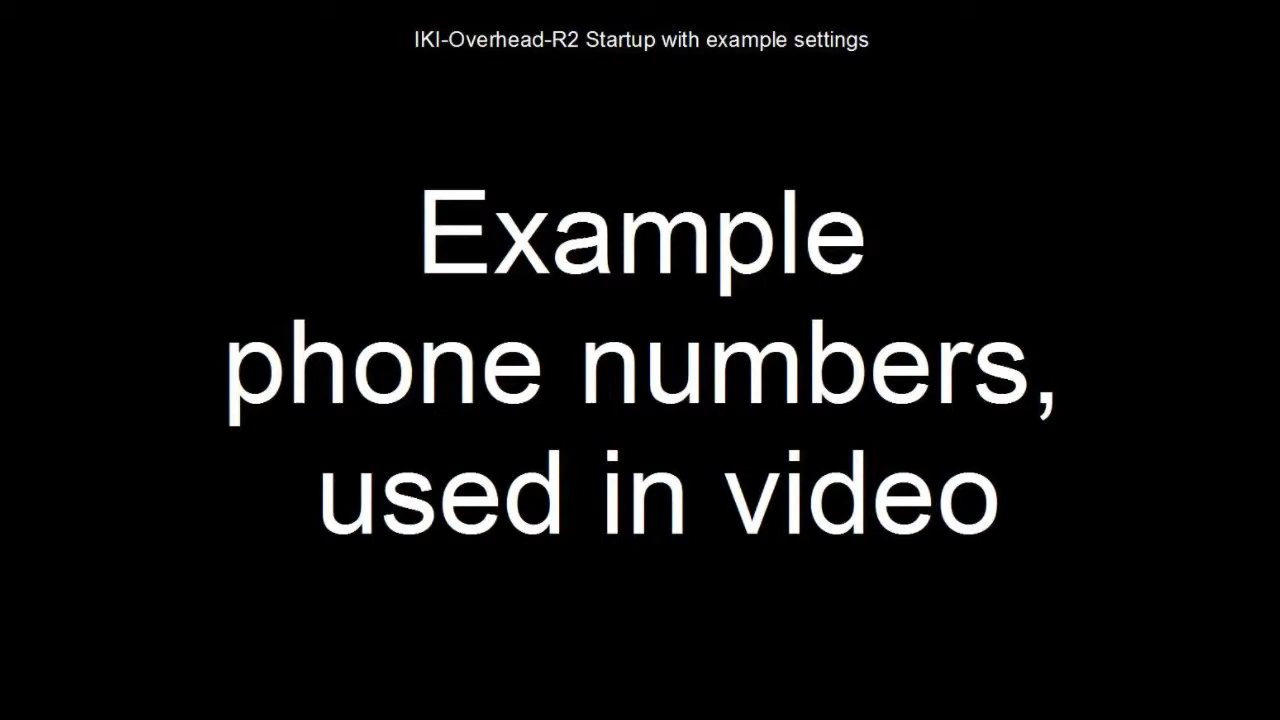 IKI-Overhead-R2 Startup with example settings
Example
phone numbers,
used in video